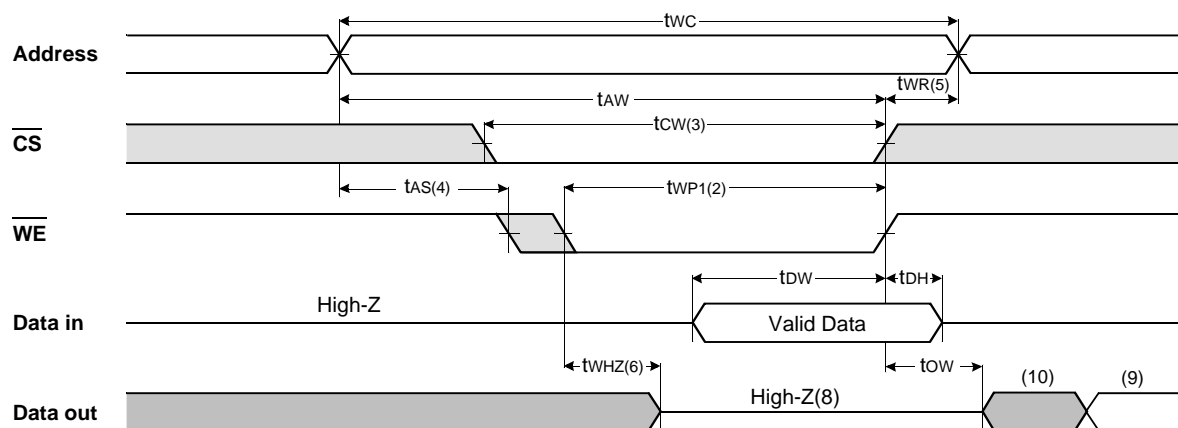 tWC
Address
tWR(5)
tAW
tCW(3)
CS
tAS(4)
tWP1(2)
WE
tDW
tDH
High-Z
Data in
Valid Data
tWHZ(6)
tOW
High-Z(8)
(10)
(9)
Data out